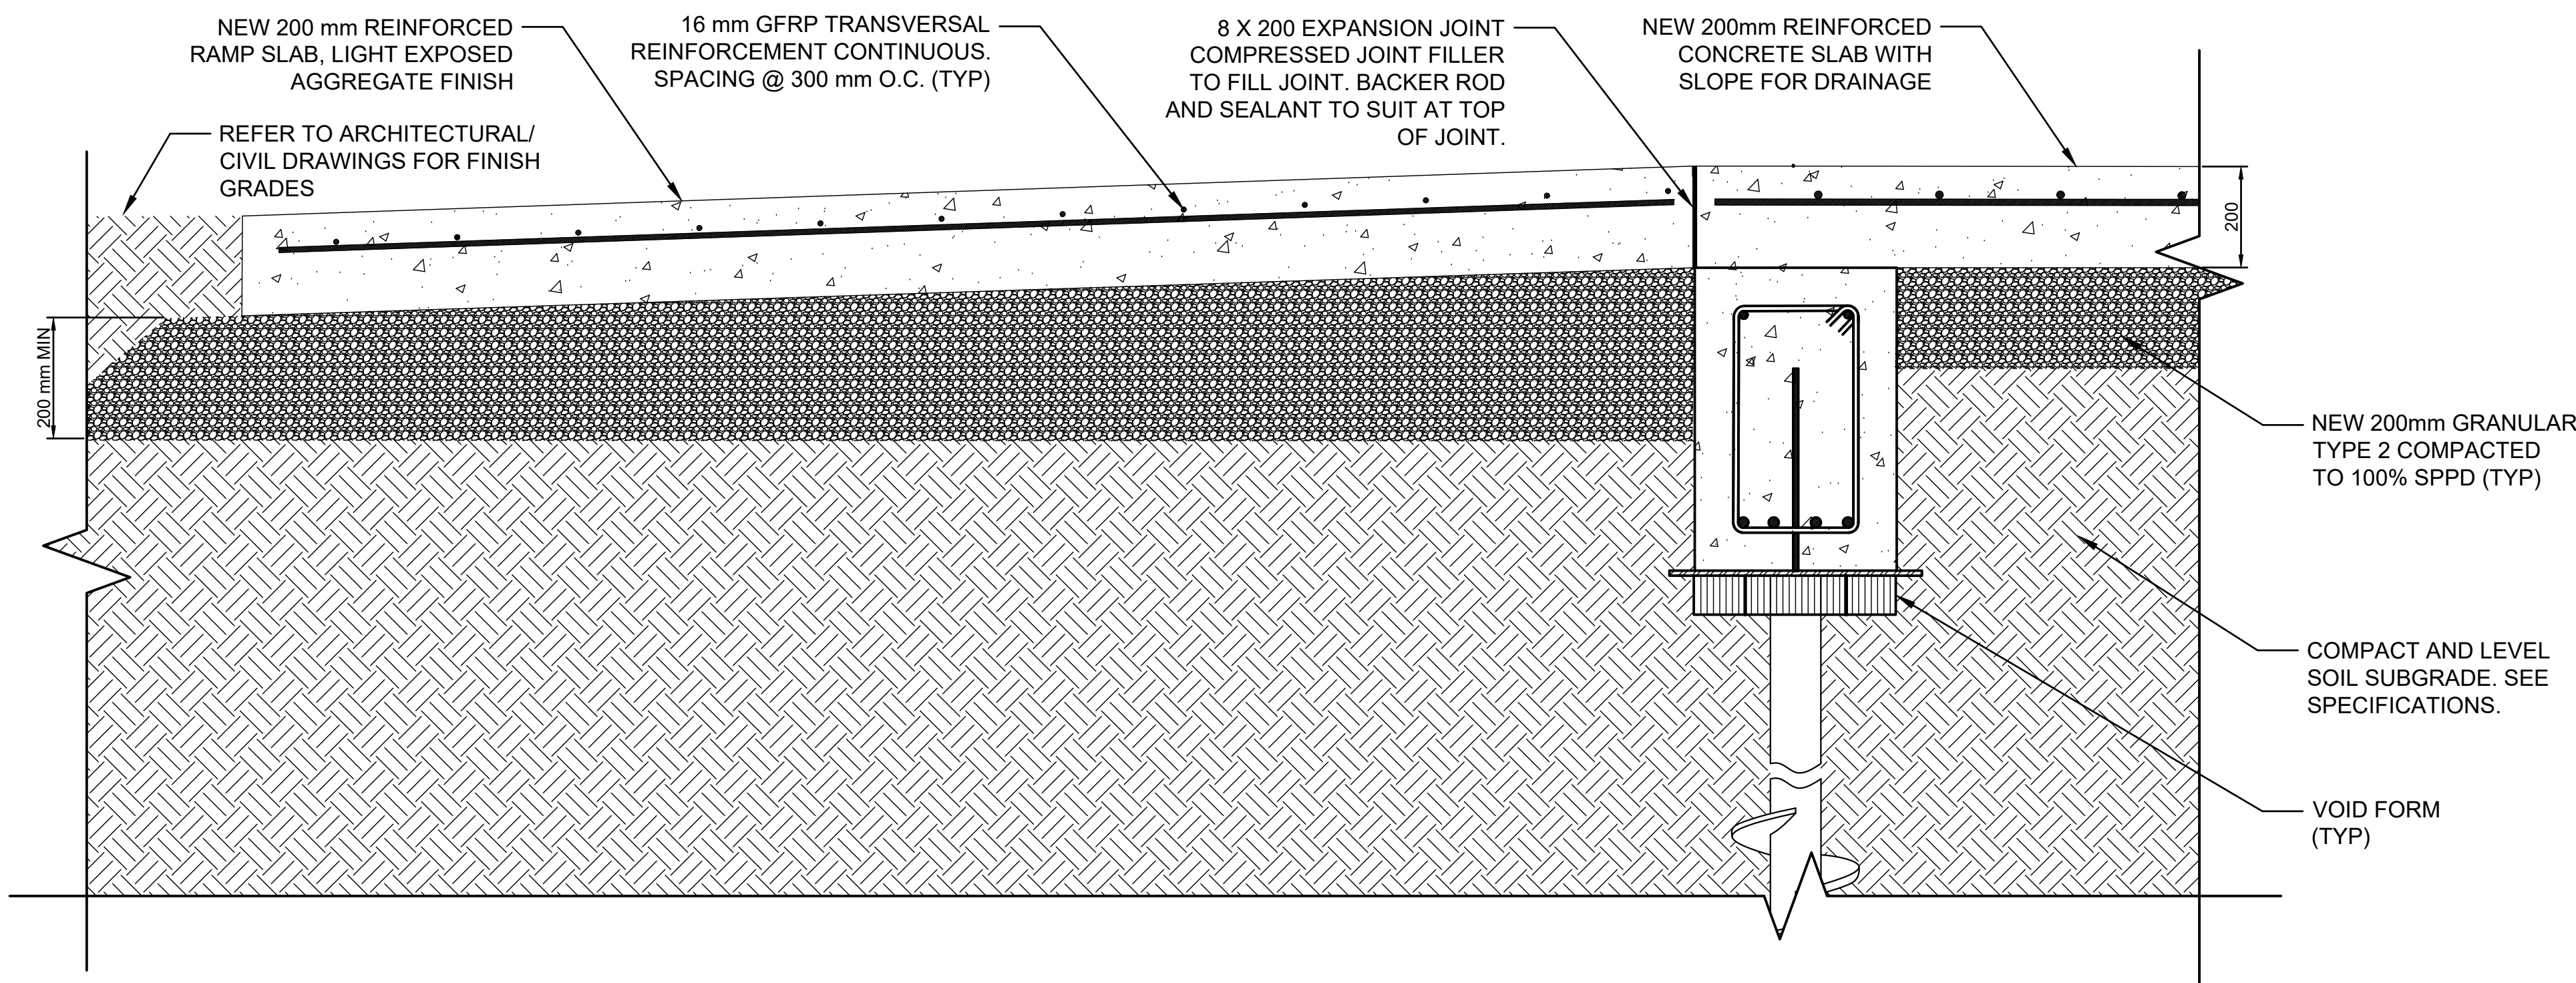 NEW 200 mm REINFORCED
RAMP SLAB, LIGHT EXPOSED
AGGREGATE FINISH
16 mm GFRP TRANSVERSAL
REINFORCEMENT CONTINUOUS.
SPACING @ 300 mm O.C. (TYP)
8 X 200 EXPANSION JOINT
COMPRESSED JOINT FILLER
TO FILL JOINT. BACKER ROD
AND SEALANT TO SUIT AT TOP
OF JOINT.
NEW 200mm REINFORCED
CONCRETE SLAB WITH
SLOPE FOR DRAINAGE
REFER TO ARCHITECTURAL/
CIVIL DRAWINGS FOR FINISH
GRADES
200
200 mm MIN
NEW 200mm GRANULAR
TYPE 2 COMPACTED
TO 100% SPPD (TYP)
COMPACT AND LEVEL
SOIL SUBGRADE. SEE
SPECIFICATIONS.
VOID FORM
(TYP)